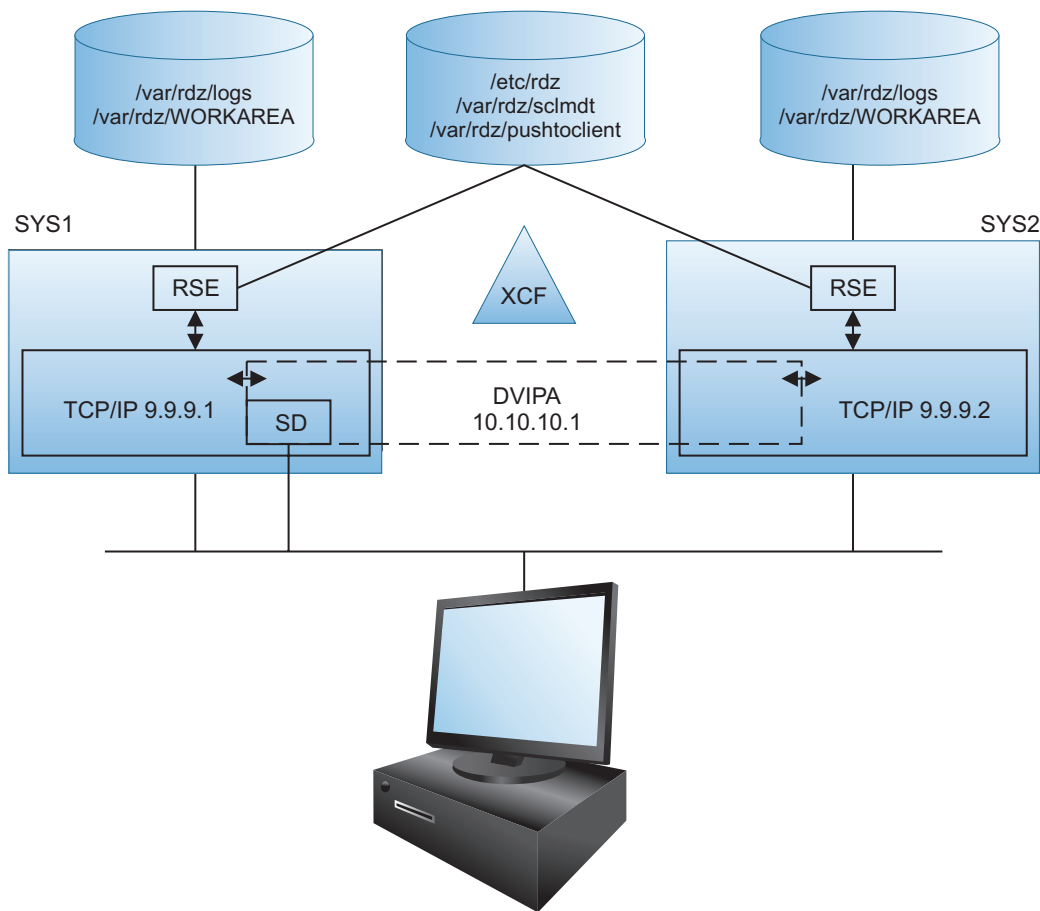 /var/rdz/logs
/var/rdz/WORKAREA
/etc/rdz
/var/rdz/sclmdt
/var/rdz/pushtoclient
/var/rdz/logs
/var/rdz/WORKAREA
SYS1
SYS2
RSE
XCF
RSE
TCP/IP 9.9.9.1
SD
DVIPA
10.10.10.1
TCP/IP 9.9.9.2